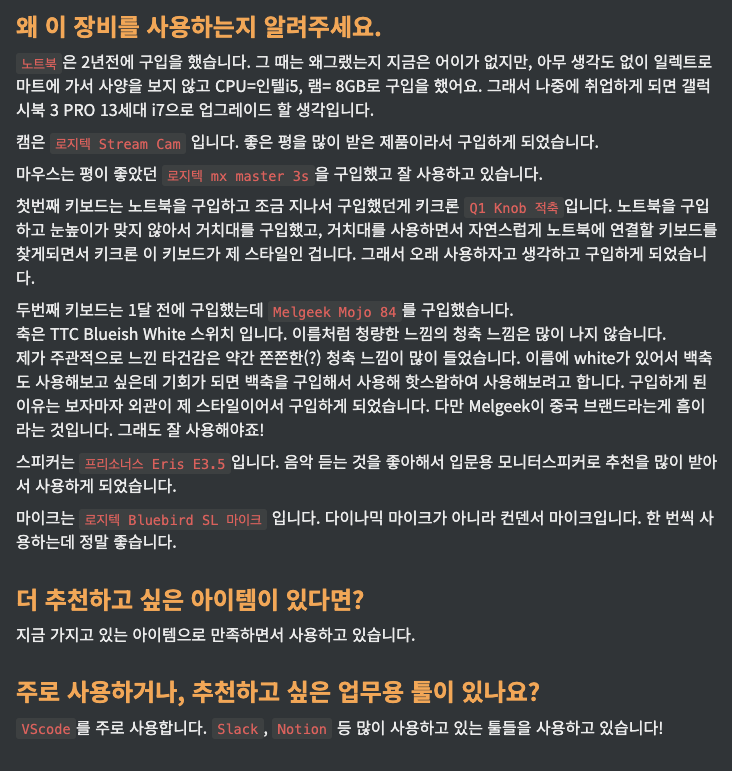 왜 이 장비를 사용하는지 알려주세요.
노트북은 2년전에 구입을 했습니다. 그 때는 왜그랬는지 지금은 어이가 없지만, 아무 생각도 없이 일렉트로
마트에 가서 사양을 보지 않고 CPU=인텔i5, 램= 8GB로 구입을 했어요. 그래서 나중에 취업하게 되면 갤럭
시북 3 PRO 13세대 i7으로 업그레이드 할 생각입니다.
캠은 로지텍 Stream Cam 입니다. 좋은 평을 많이 받은 제품이라서 구입하게 되었습니다.
마우스는 평이 좋았던 로지텍 mx master 3s을 구입했고 잘 사용하고 있습니다.
첫번째 키보드는 노트북을 구입하고 조금 지나서 구입했던게 키크론 Q1 Knob 적축입니다. 노트북을 구입
하고 눈높이가 맞지 않아서 거치대를 구입했고, 거치대를 사용하면서 자연스럽게 노트북에 연결할 키보드를
찾게되면서 키크론 이 키보드가 제 스타일인 겁니다. 그래서 오래 사용하자고 생각하고 구입하게 되었습니
다.
두번째 키보드는 1달 전에 구입했는데 Melgeek Mojo 84를 구입했습니다.
축은 TTC Blueish White 스위치 입니다. 이름처럼 청량한 느낌의 청축 느낌은 많이 나지 않습니다.
제가 주관적으로 느낀 타건감은 약간 쫀쫀한(?) 청축 느낌이 많이 들었습니다. 이름에 white가 있어서 백축
도 사용해보고 싶은데 기회가 되면 백축을 구입해서 사용해 핫스왑하여 사용해보려고 합니다. 구입하게 된
이유는 보자마자 외관이 제 스타일이어서 구입하게 되었습니다. 다만 Melgeek이 중국 브랜드라는게 흠이
라는 것입니다. 그래도 잘 사용해야죠!
스피커는 프리소너스 Eris E3.5입니다. 음악 듣는 것을 좋아해서 입문용 모니터스피커로 추천을 많이 받아
서 사용하게 되었습니다.
마이크는 로지텍 Bluebird SL 마이크 입니다. 다이나믹 마이크가 아니라 컨덴서 마이크입니다. 한 번씩 사
용하는데 정말 좋습니다.
더 추천하고 싶은 아이템이 있다면?
지금 가지고 있는 아이템으로 만족하면서 사용하고 있습니다.
주로 사용하거나, 추천하고 싶은 업무용 툴이 있나요?
VScode를 주로 사용합니다. Slack, Notion 등 많이 사용하고 있는 툴들을 사용하고 있습니다!